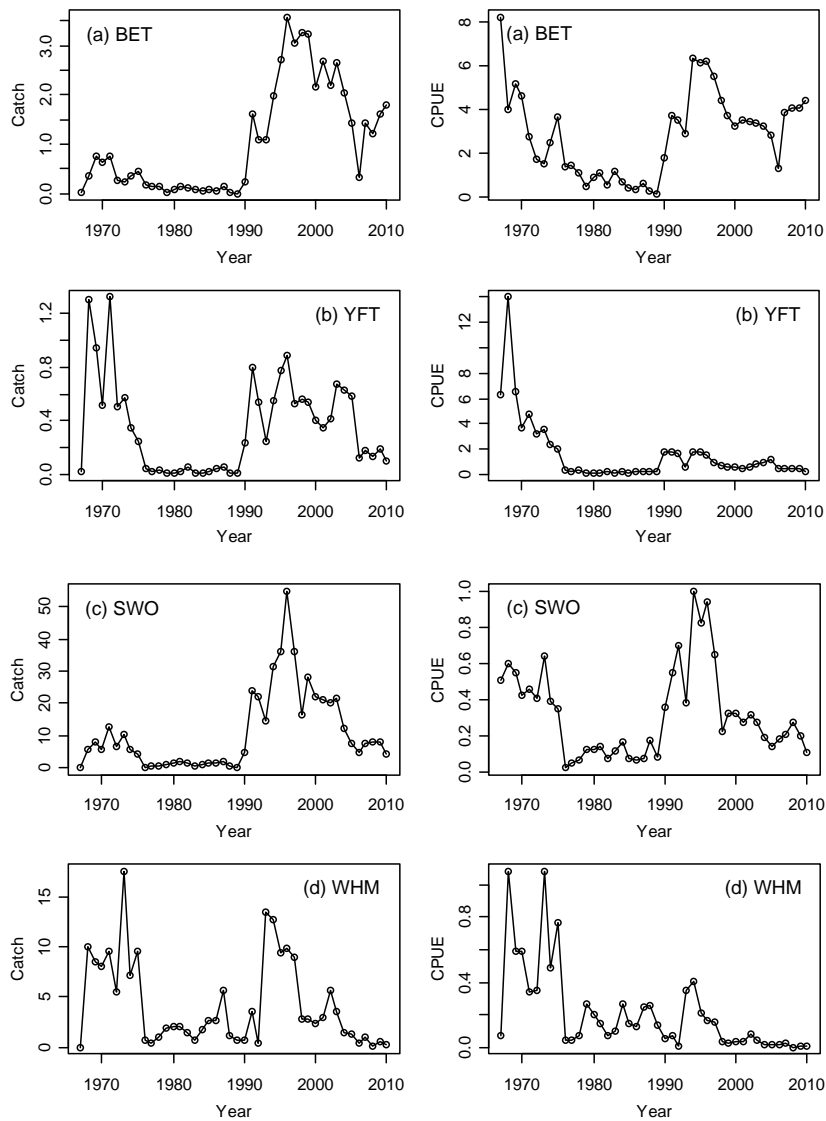 (a) BET
Catch
0.0 1.0 2.0 3.0
1970 1980 1990 2000 2010
Year
(a) BET
CPUE
0 2 4 6 8
1970 1980 1990 2000 2010
Year
(b) YFT
Catch
0.0 0.4 0.8 1.2
1970 1980 1990 2000 2010
Year
(b) YFT
CPUE
0 2 4 6 8 12
1970 1980 1990 2000 2010
Year
(c) SWO
Catch
0 10 20 30 40 50
1970 1980 1990 2000 2010
Year
(c) SWO
CPUE
0.0 0.2 0.4 0.6 0.8 1.0
1970 1980 1990 2000 2010
Year
(d) WHM
Catch
0 5 10 15
1970 1980 1990 2000 2010
Year
(d) WHM
CPUE
0.0 0.4 0.8
1970 1980 1990 2000 2010
Year